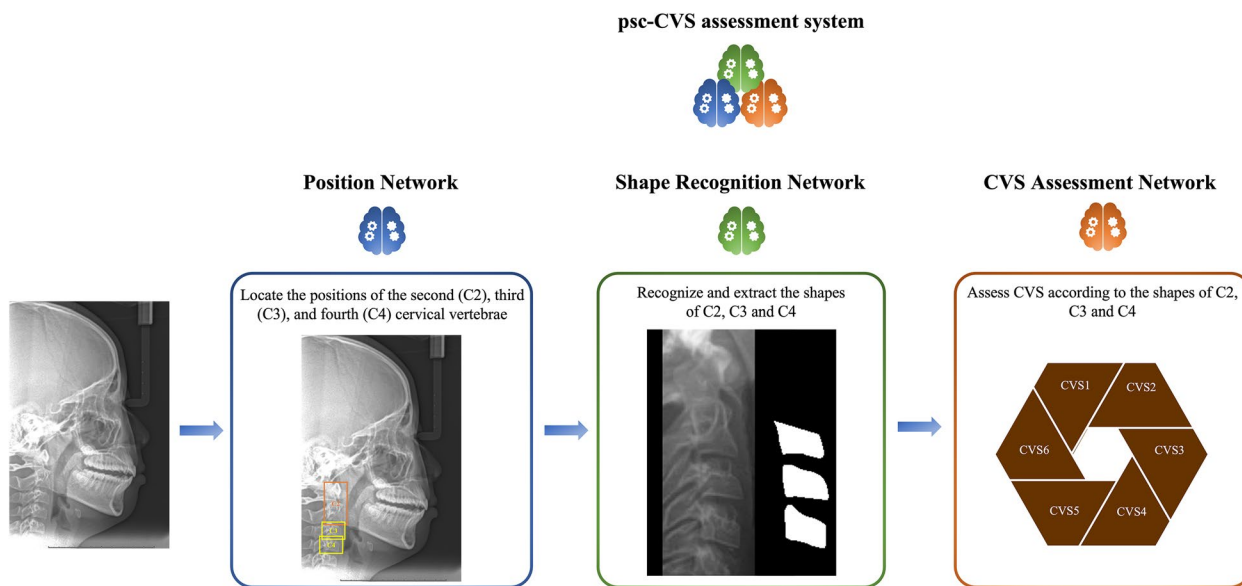 psc-CVS assessment system
Position Network
Shape Recognition Network
CVS Assessment Network
Locate the positions of the second (C2), third
(C3), and fourth (C4) cervical vertebrae
C3
C4
Recognize and extract the shapes
of C2, C3 and C4
Assess CVS according to the shapes of C2,
C3 and C4
CVS1
CVS2
CVS6
CVS3
CVS5
CVS4